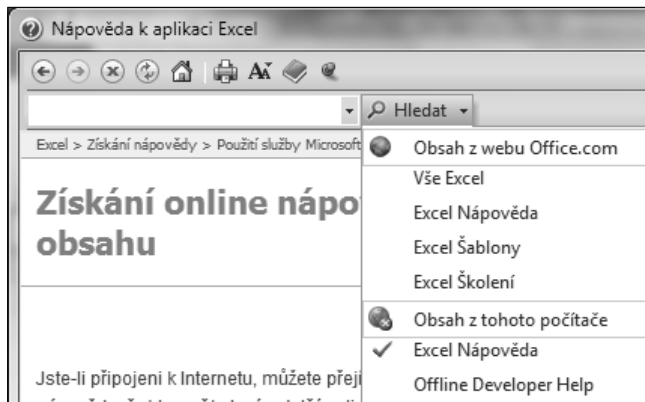 Nápověda k aplikaci Excel
Hledat
Excel > Získání nápovědy > Použití služby Microsoft
Získání online nápo
obsahu
Jste-li připojeni k Internetu, můžete přejí
Obsah z webu Office.com
Vše Excel
Excel Nápověda
Excel Šablony
Excel Školení
Obsah z tohoto počítače
Excel Nápověda
Offline Developer Help